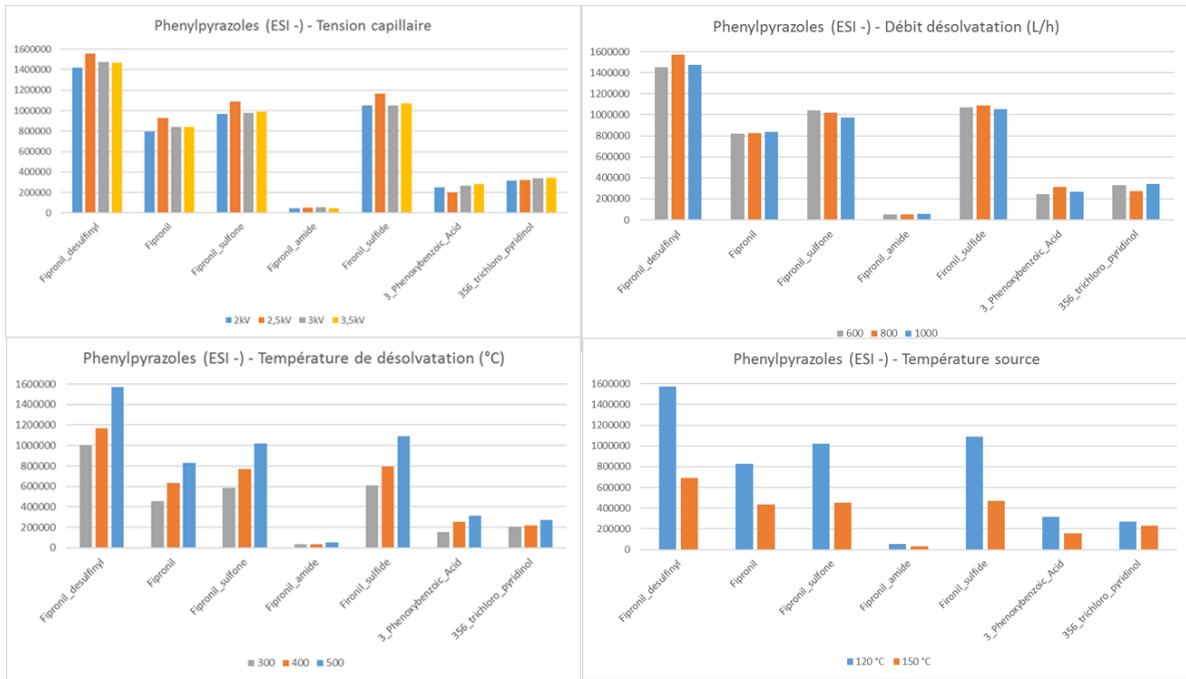 Phenylpyrazoles (ESI -) - Tension capillaire
1600000
1400000
1200000
1000000
800000
600000
400000
200000
0
Fipronil_desulfinyl
Fipronil
Fipronil_sulfone
Fipronil_amide
Fironil_sulfide
3_Phenoxybenzoic_Acid
356_trichloro_pyridinol
2kV 2,5kV 3kV 3,5kV
Phenylpyrazoles (ESI -) - Débit désolvatation (L/h)
1600000
1400000
1200000
1000000
800000
600000
400000
200000
0
Fipronil_desulfinyl
Fipronil
Fipronil_sulfone
Fipronil_amide
Fironil_sulfide
3_Phenoxybenzoic_Acid
356_trichloro_pyridinol
600 800 1000
Phenylpyrazoles (ESI -) - Température de désolvatation (°C)
1600000
1400000
1200000
1000000
800000
600000
400000
200000
0
Fipronil_desulfinyl
Fipronil
Fipronil_sulfone
Fipronil_amide
Fironil_sulfide
3_Phenoxybenzoic_Acid
356_trichloro_pyridinol
300 400 500
Phenylpyrazoles (ESI -) - Température source
1600000
1400000
1200000
1000000
800000
600000
400000
200000
0
Fipronil_desulfinyl
Fipronil
Fipronil_sulfone
Fipronil_amide
Fironil_sulfide
3_Phenoxybenzoic_Acid
356_trichloro_pyridinol
120 °C 150 °C